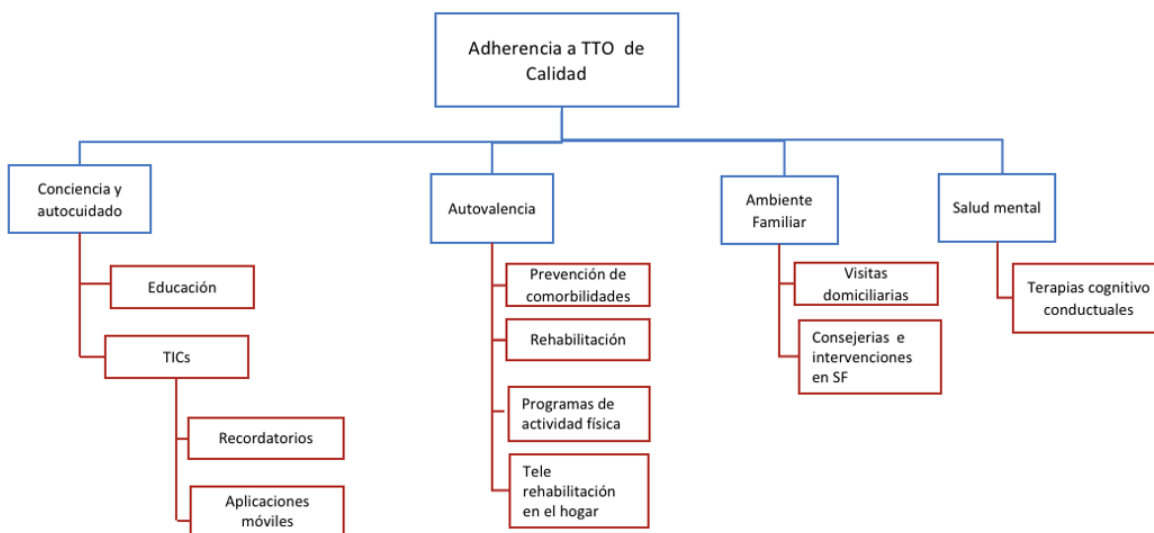 Adherencia a TTO de
Calidad
Conciencia y
autocuidado
Educación
TICs
Recordatorios
Aplicaciones
móviles
Autovalencia
Prevención de
comorbilidades
Rehabilitación
Programas de
actividad física
Tele
rehabilitación
en el hogar
Ambiente
Familiar
Visitas
domiciliarias
Consejerias e
intervenciones
en SF
Salud mental
Terapias cognitivo
conductuales